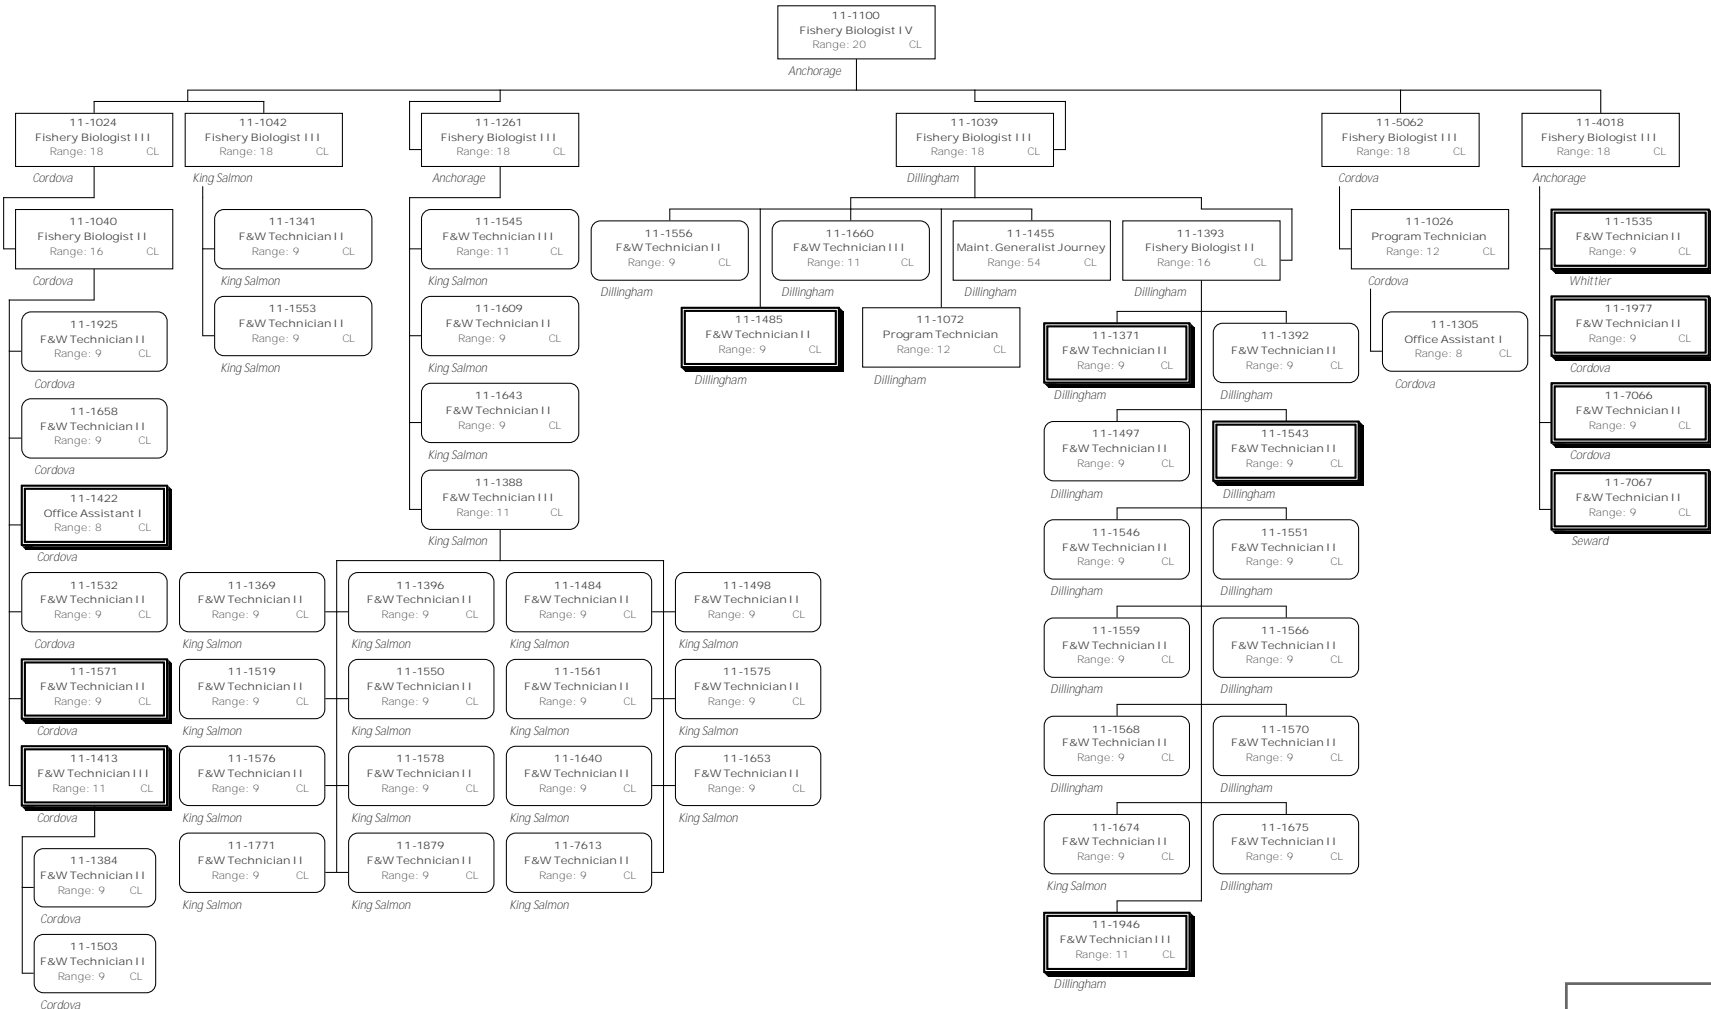 11-1100
Fishery Biologist IV
Range: 20 CL
Anchorage
11-1024
Fishery Biologist III
Range: 18 CL
Cordova
11-1042
Fishery Biologist III
Range: 18 CL
King Salmon
11-1261
Fishery Biologist III
Range: 18 CL
Anchorage
11-1039
Fishery Biologist III
Range: 18 CL
Dillingham
11-5062
Fishery Biologist III
Range: 18 CL
Cordova
11-4018
Fishery Biologist III
Range: 18 CL
Anchorage
11-1040
Fishery Biologist II
Range: 16 CL
Cordova
11-1925
F&W Technician II
Range: 9 CL
Cordova
11-1658
F&W Technician II
Range: 9 CL
Cordova
11-1422
Office Assistant I
Range: 8 CL
Cordova
11-1532
F&W Technician II
Range: 9 CL
Cordova
11-1571
F&W Technician II
Range: 9 CL
Cordova
11-1413
F&W Technician III
Range: 11 CL
Cordova
11-1384
F&W Technician II
Range: 9 CL
Cordova
11-1503
F&W Technician II
Range: 9 CL
Cordova
11-1341
F&W Technician II
Range: 9 CL
King Salmon
11-1553
F&W Technician II
Range: 9 CL
King Salmon
11-1545
F&W Technician III
Range: 11 CL
King Salmon
11-1609
F&W Technician II
Range: 9 CL
King Salmon
11-1643
F&W Technician II
Range: 9 CL
King Salmon
11-1388
F&W Technician III
Range: 11 CL
King Salmon
11-1369
F&W Technician II
Range: 9 CL
King Salmon
11-1396
F&W Technician II
Range: 9 CL
King Salmon
11-1484
F&W Technician II
Range: 9 CL
King Salmon
11-1498
F&W Technician II
Range: 9 CL
King Salmon
11-1519
F&W Technician II
Range: 9 CL
King Salmon
11-1550
F&W Technician II
Range: 9 CL
King Salmon
11-1561
F&W Technician II
Range: 9 CL
King Salmon
11-1575
F&W Technician II
Range: 9 CL
King Salmon
11-1576
F&W Technician II
Range: 9 CL
King Salmon
11-1578
F&W Technician II
Range: 9 CL
King Salmon
11-1640
F&W Technician II
Range: 9 CL
King Salmon
11-1653
F&W Technician II
Range: 9 CL
King Salmon
11-1771
F&W Technician II
Range: 9 CL
King Salmon
11-1879
F&W Technician II
Range: 9 CL
King Salmon
11-7613
F&W Technician II
Range: 9 CL
King Salmon
11-1556
F&W Technician II
Range: 9 CL
Dillingham
11-1485
F&W Technician II
Range: 9 CL
Dillingham
11-1660
F&W Technician III
Range: 11 CL
Dillingham
11-1072
Program Technician
Range: 12 CL
Dillingham
11-1455
Maint. Generalist Journey
Range: 54 CL
Dillingham
11-1393
Fishery Biologist II
Range: 16 CL
Dillingham
11-1371
F&W Technician II
Range: 9 CL
Dillingham
11-1392
F&W Technician II
Range: 9 CL
Dillingham
11-1497
F&W Technician II
Range: 9 CL
Dillingham
11-1543
F&W Technician II
Range: 9 CL
Dillingham
11-1546
F&W Technician II
Range: 9 CL
Dillingham
11-1551
F&W Technician II
Range: 9 CL
Dillingham
11-1559
F&W Technician II
Range: 9 CL
Dillingham
11-1566
F&W Technician II
Range: 9 CL
Dillingham
11-1568
F&W Technician II
Range: 9 CL
Dillingham
11-1570
F&W Technician II
Range: 9 CL
Dillingham
11-1674
F&W Technician II
Range: 9 CL
King Salmon
11-1675
F&W Technician II
Range: 9 CL
Dillingham
11-1946
F&W Technician III
Range: 11 CL
Dillingham
11-1026
Program Technician
Range: 12 CL
Cordova
11-1305
Office Assistant I
Range: 8 CL
Cordova
11-1535
F&W Technician II
Range: 9 CL
Whittier
11-1977
F&W Technician II
Range: 9 CL
Cordova
11-7066
F&W Technician II
Range: 9 CL
Cordova
11-7067
F&W Technician II
Range: 9 CL
Seward